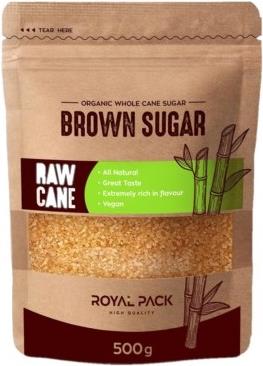 ◄◄◄ TEAR HERE
ORGANIC WHOLE CANE SUGAR
BROWN SUGAR
RAW
CANE
• All Natural
• Great Taste
• Extremely rich in flavour
• Vegan
ROYAL PACK
HIGH QUALITY
500g